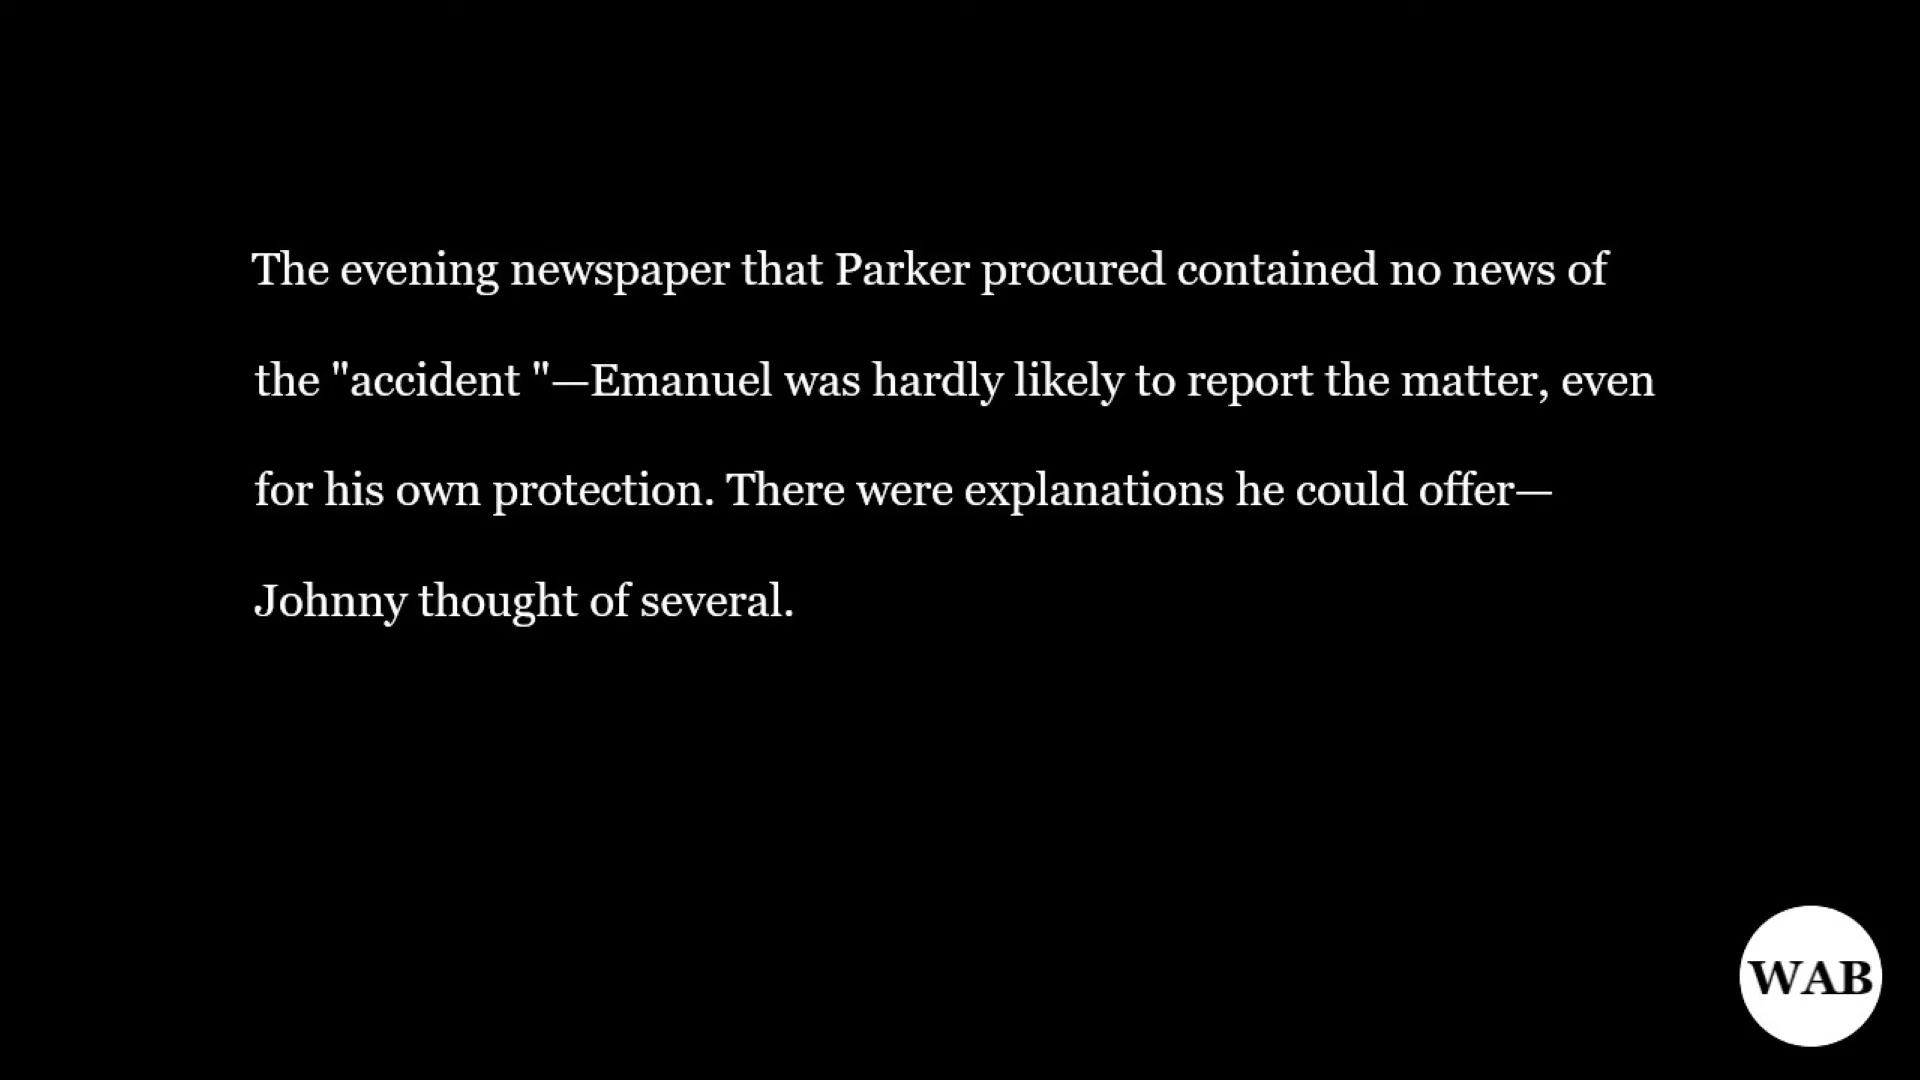 The evening newspaper that Parker procured contained no news of
the "accident "—Emanuel was hardly likely to report the matter, even
for his own protection. There were explanations he could offer—
Johnny thought of several.
WAB